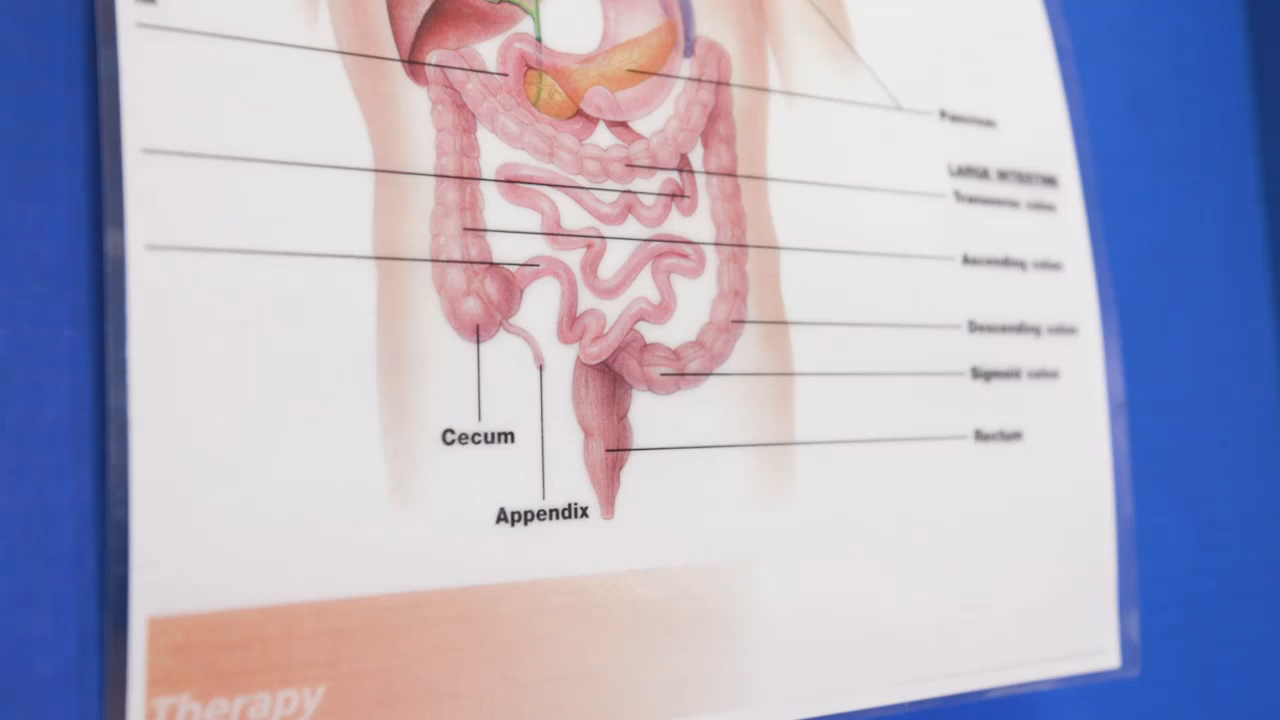 Pancreas
LARGE INTESTINE
Transverse colon
Ascending colon
Descending colon
Sigmoid colon
Rectum
Cecum
Appendix
Therapy